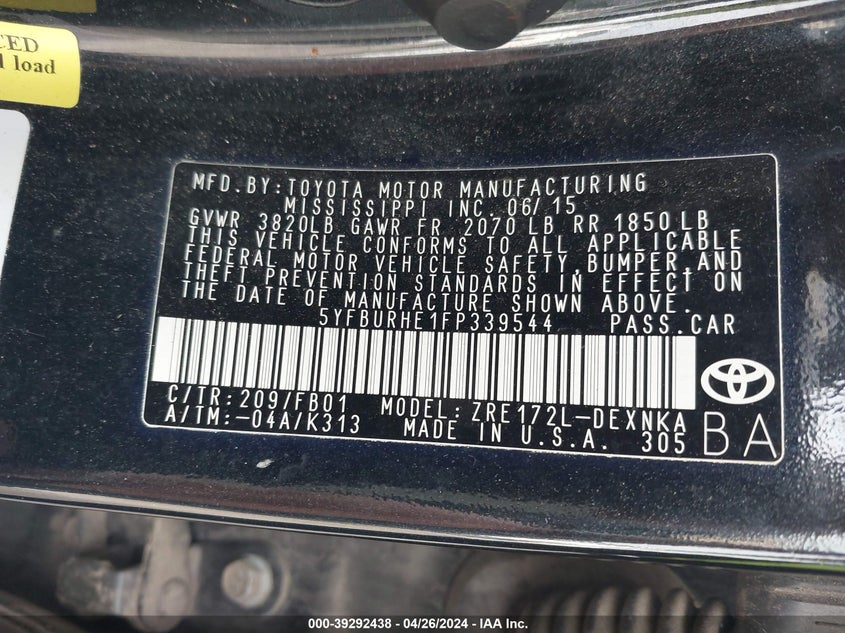 CED
l load
MFD.BY:TOYOTA MOTOR MANUFACTURING
MISSISSIPPI INC. 06/15
GVWR 3820LB GAWR FR 2070 LB RR 1850 LB
THIS VEHICLE CONFORMS TO ALL APPLICABLE
FEDERAL MOTOR VEHICLE SAFETY,BUMPER,AND
THEFT PREVENTION STANDARDS IN EFFECT ON
THE DATE OF MANUFACTURE SHOWN ABOVE.
5YFBURHE1FP339544 PASS.CAR
C/TR:209/FB01 MODEL:ZRE172L-DEXNKA
A/TM:-04A/K313 MADE IN U.S.A. 305 BA
000-39292438 - 04/26/2024 - IAA Inc.